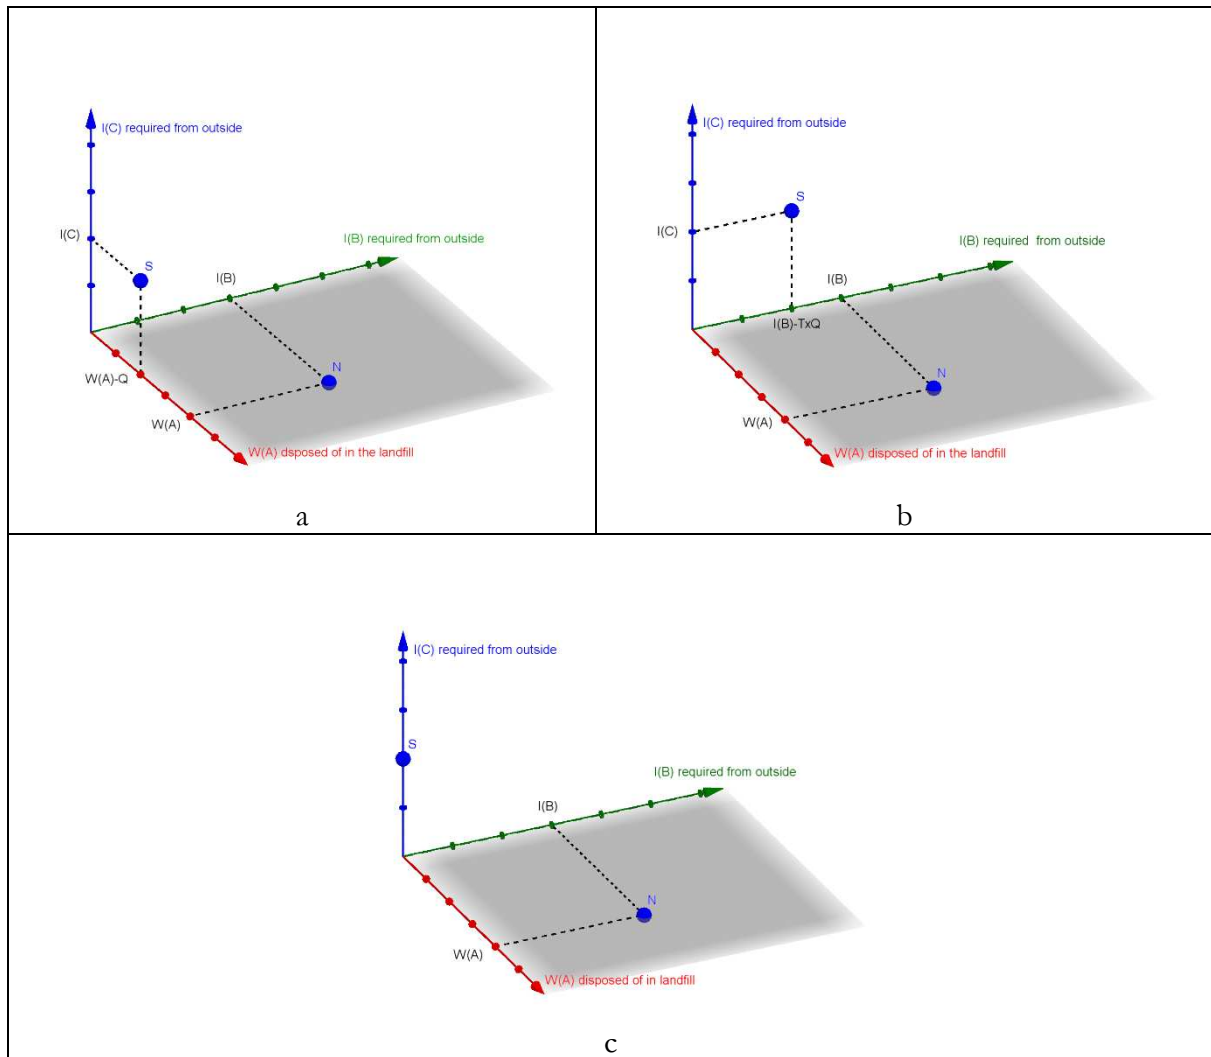 I(C) required from outside
I(B) required from outside
I(C)
S
I(B)
N
W(A)-Q
W(A)
W(A) dsposed of in the landfill
a
I(C) required from outside
S
I(B) required  from outside
I(C)
I(B)
I(B)-TxQ
N
W(A)
W(A) dsposed of in the landfill
b
I(C) required from outside
S
I(B) required from outside
I(B)
N
W(A)
W(A) disposed of in landfill
c